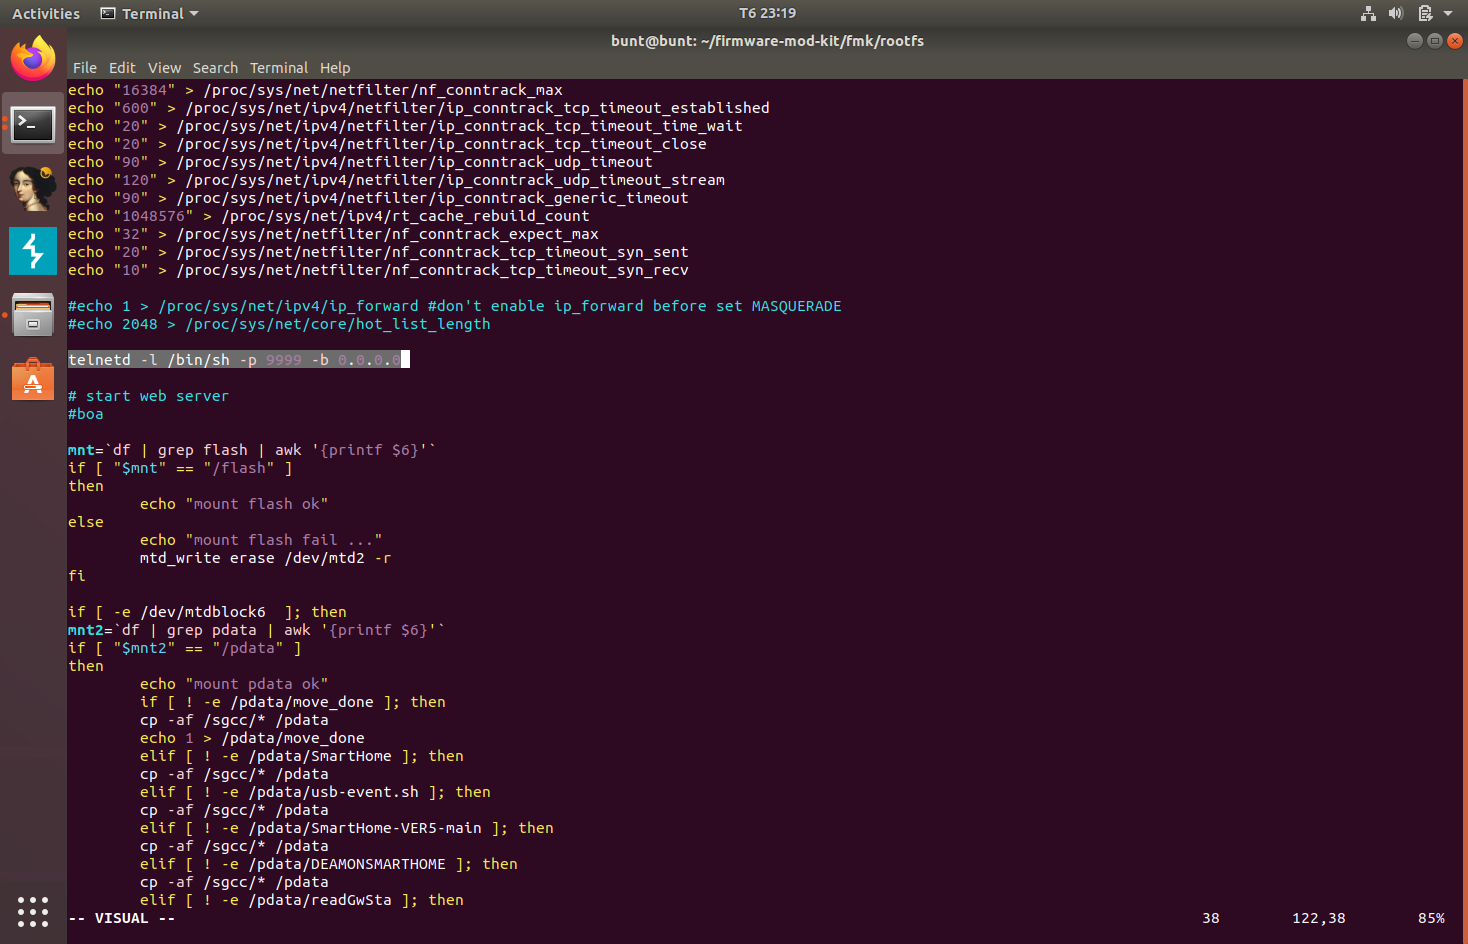 Activities Terminal T6 23:19
bunt@bunt: ~/firmware-mod-kit/fmk/rootfs
File Edit View Search Terminal Help
echo "16384" > /proc/sys/net/netfilter/nf_conntrack_max
echo "600" > /proc/sys/net/ipv4/netfilter/ip_conntrack_tcp_timeout_established
echo "20" > /proc/sys/net/ipv4/netfilter/ip_conntrack_tcp_timeout_time_wait
echo "20" > /proc/sys/net/ipv4/netfilter/ip_conntrack_tcp_timeout_close
echo "90" > /proc/sys/net/ipv4/netfilter/ip_conntrack_udp_timeout
echo "120" > /proc/sys/net/ipv4/netfilter/ip_conntrack_udp_timeout_stream
echo "90" > /proc/sys/net/ipv4/netfilter/ip_conntrack_generic_timeout
echo "1048576" > /proc/sys/net/ipv4/rt_cache_rebuild_count
echo "32" > /proc/sys/net/netfilter/nf_conntrack_expect_max
echo "20" > /proc/sys/net/netfilter/nf_conntrack_tcp_timeout_syn_sent
echo "10" > /proc/sys/net/netfilter/nf_conntrack_tcp_timeout_syn_recv
#echo 1 > /proc/sys/net/ipv4/ip_forward #don't enable ip_forward before set MASQUERADE
#echo 2048 > /proc/sys/net/core/hot_list_length
telnetd -l /bin/sh -p 9999 -b 0.0.0.0
# start web server
#boa
mnt=`df | grep flash | awk '{printf $6}'`
if [ "$mnt" == "/flash" ]
then
echo "mount flash ok"
else
echo "mount flash fail ..."
mtd_write erase /dev/mtd2 -r
fi
if [ -e /dev/mtdblock6  ]; then
mnt2=`df | grep pdata | awk '{printf $6}'`
if [ "$mnt2" == "/pdata" ]
then
echo "mount pdata ok"
if [ ! -e /pdata/move_done ]; then
cp -af /sgcc/* /pdata
echo 1 > /pdata/move_done
elif [ ! -e /pdata/SmartHome ]; then
cp -af /sgcc/* /pdata
elif [ ! -e /pdata/usb-event.sh ]; then
cp -af /sgcc/* /pdata
elif [ ! -e /pdata/SmartHome-VER5-main ]; then
cp -af /sgcc/* /pdata
elif [ ! -e /pdata/DEAMONSMARTHOME ]; then
cp -af /sgcc/* /pdata
elif [ ! -e /pdata/readGwSta ]; then
-- VISUAL -- 38 122,38 85%